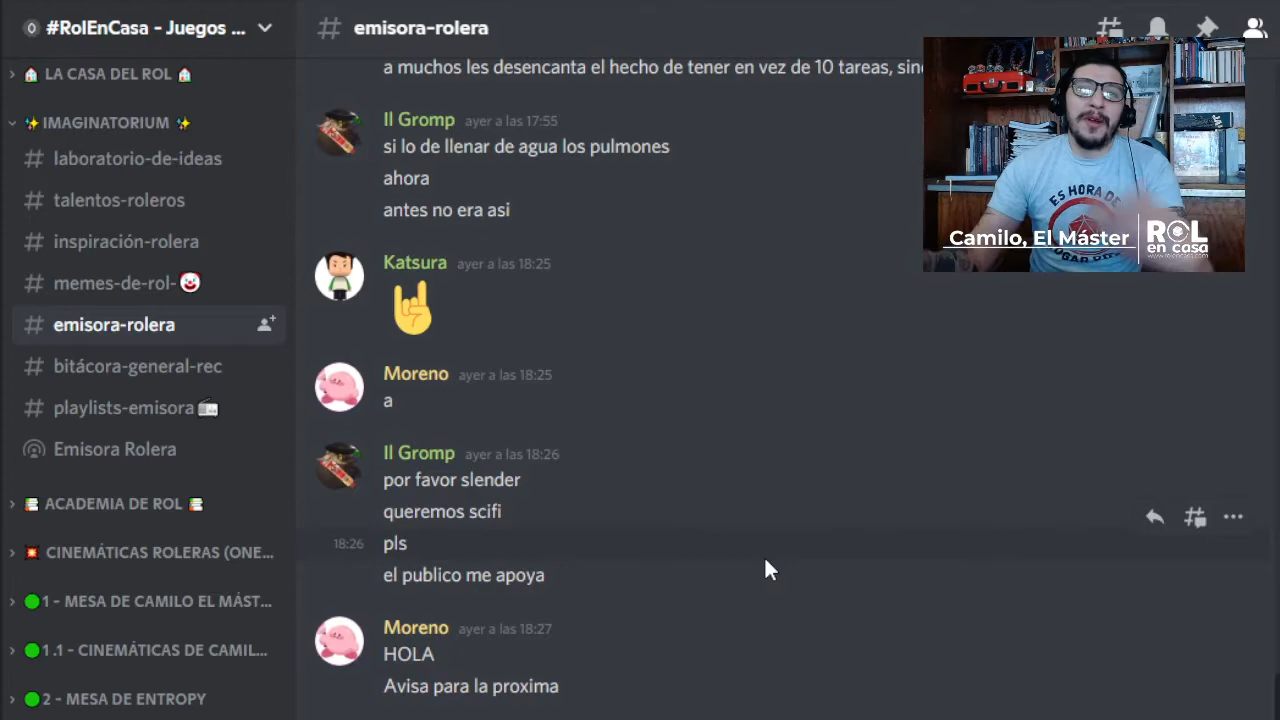 #RolEnCasa - Juegos ...
LA CASA DEL ROL
IMAGINATORIUM
laboratorio-de-ideas
talentos-roleros
inspiración-rolera
memes-de-rol-
emisora-rolera
bitácora-general-rec
playlists-emisora
Emisora Rolera
ACADEMIA DE ROL
CINEMÁTICAS ROLERAS (ONE...
1 - MESA DE CAMILO EL MÁST...
1.1 - CINEMÁTICAS DE CAMIL...
2 - MESA DE ENTROPY
# emisora-rolera
a muchos les desencanta el hecho de tener en vez de 10 tareas, sin
Il Gromp ayer a las 17:55
si lo de llenar de agua los pulmones
ahora
antes no era asi
Katsura ayer a las 18:25
Moreno ayer a las 18:25
a
Il Gromp ayer a las 18:26
por favor slender
queremos scifi
18:26 pls
el publico me apoya
Moreno ayer a las 18:27
HOLA
Avisa para la proxima
ES HORA DE
Camilo, El Máster
ROL
en casa
www.rolencasa.com